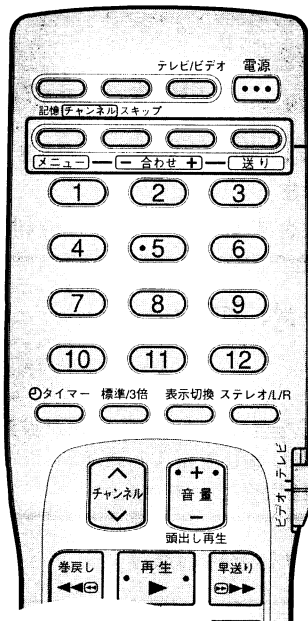 テレビ/ビデオ 電源
記憶 チャンネル スキップ
メニュー − 合わせ + 送り
1 2 3
4 5 6
7 8 9
10 11 12
タイマー 標準/3倍 表示切換 ステレオ/L/R
チャンネル
+
音量
−
ビデオ テレビ
頭出し再生
巻戻し 再生 早送り